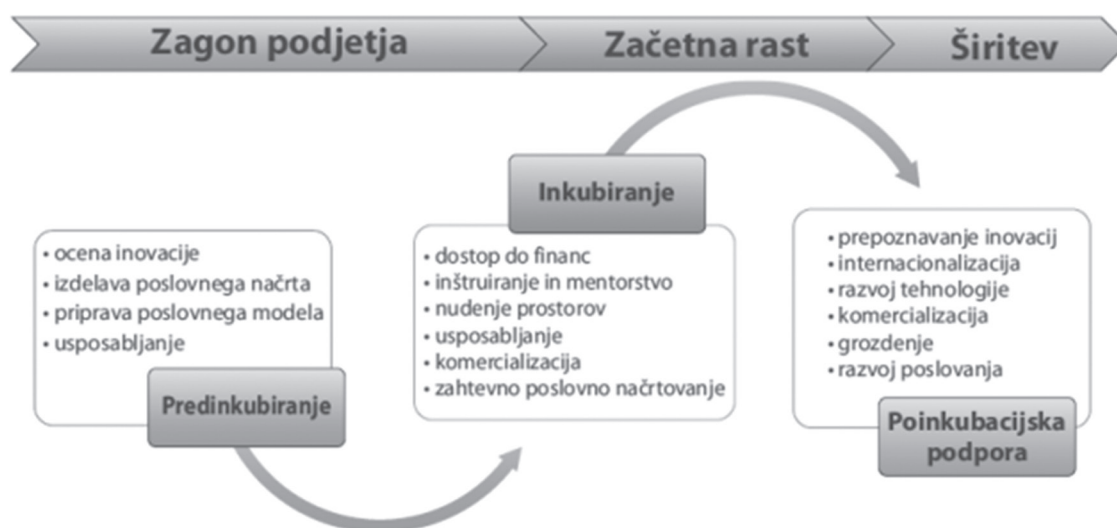 Zagon podjetja
Začetna rast
Širitev
• ocena inovacije
• izdelava poslovnega načrta
• priprava poslovnega modela
• usposabljanje
Predinkubiranje
Inkubiranje
• dostop do financ
• inštruiranje in mentorstvo
• nudenje prostorov
• usposabljanje
• komercializacija
• zahtevno poslovno načrtovanje
• prepoznavanje inovacij
• internacionalizacija
• razvoj tehnologije
• komercializacija
• grozdenje
• razvoj poslovanja
Poinkubacijska
podpora